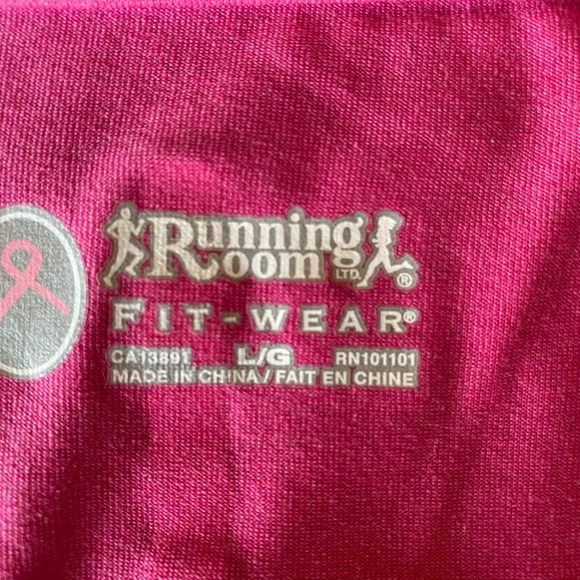 Running Room LTD. ®
FIT-WEAR®
CA13891 L/G RN101101
MADE IN CHINA / FAIT EN CHINE